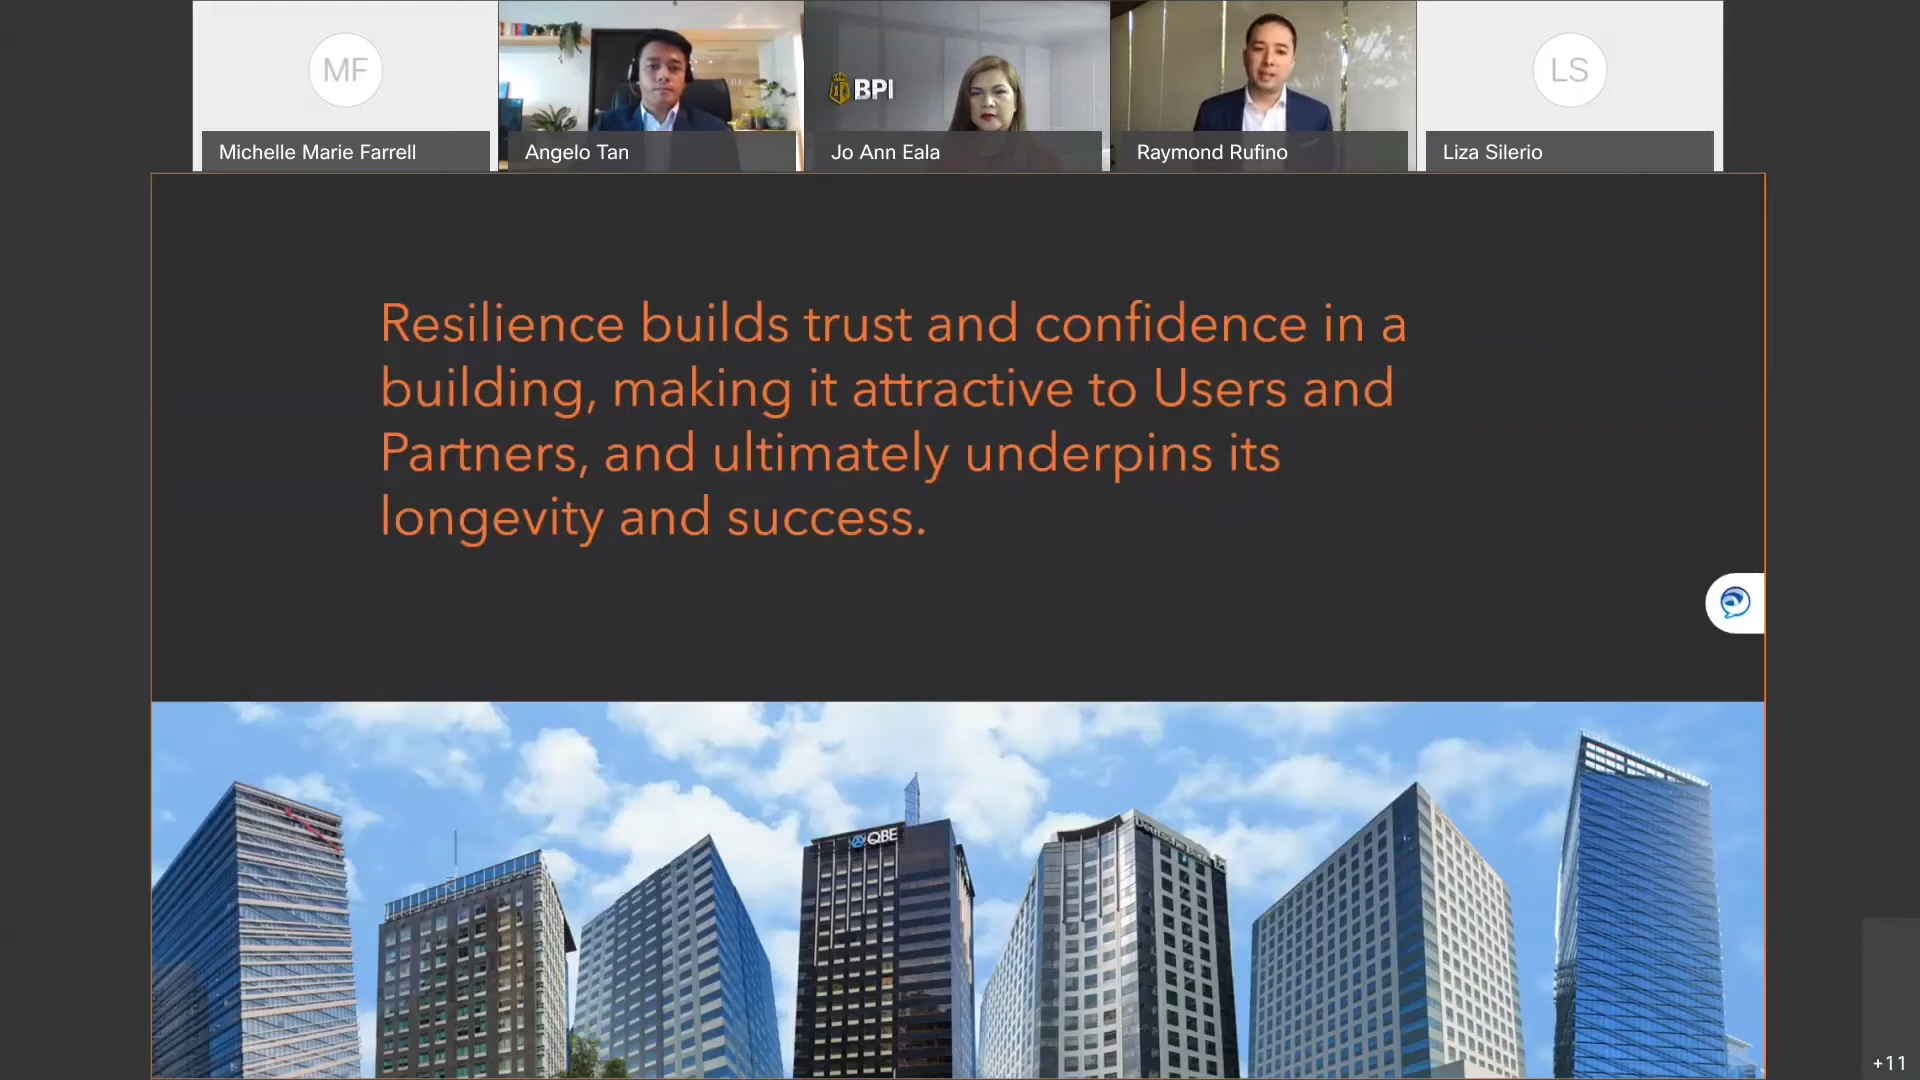 MF
BPI
LS
Michelle Marie Farrell
Angelo Tan
Jo Ann Eala
Raymond Rufino
Liza Silerio
Resilience builds trust and confidence in a
building, making it attractive to Users and
Partners, and ultimately underpins its
longevity and success.
QBE
+11